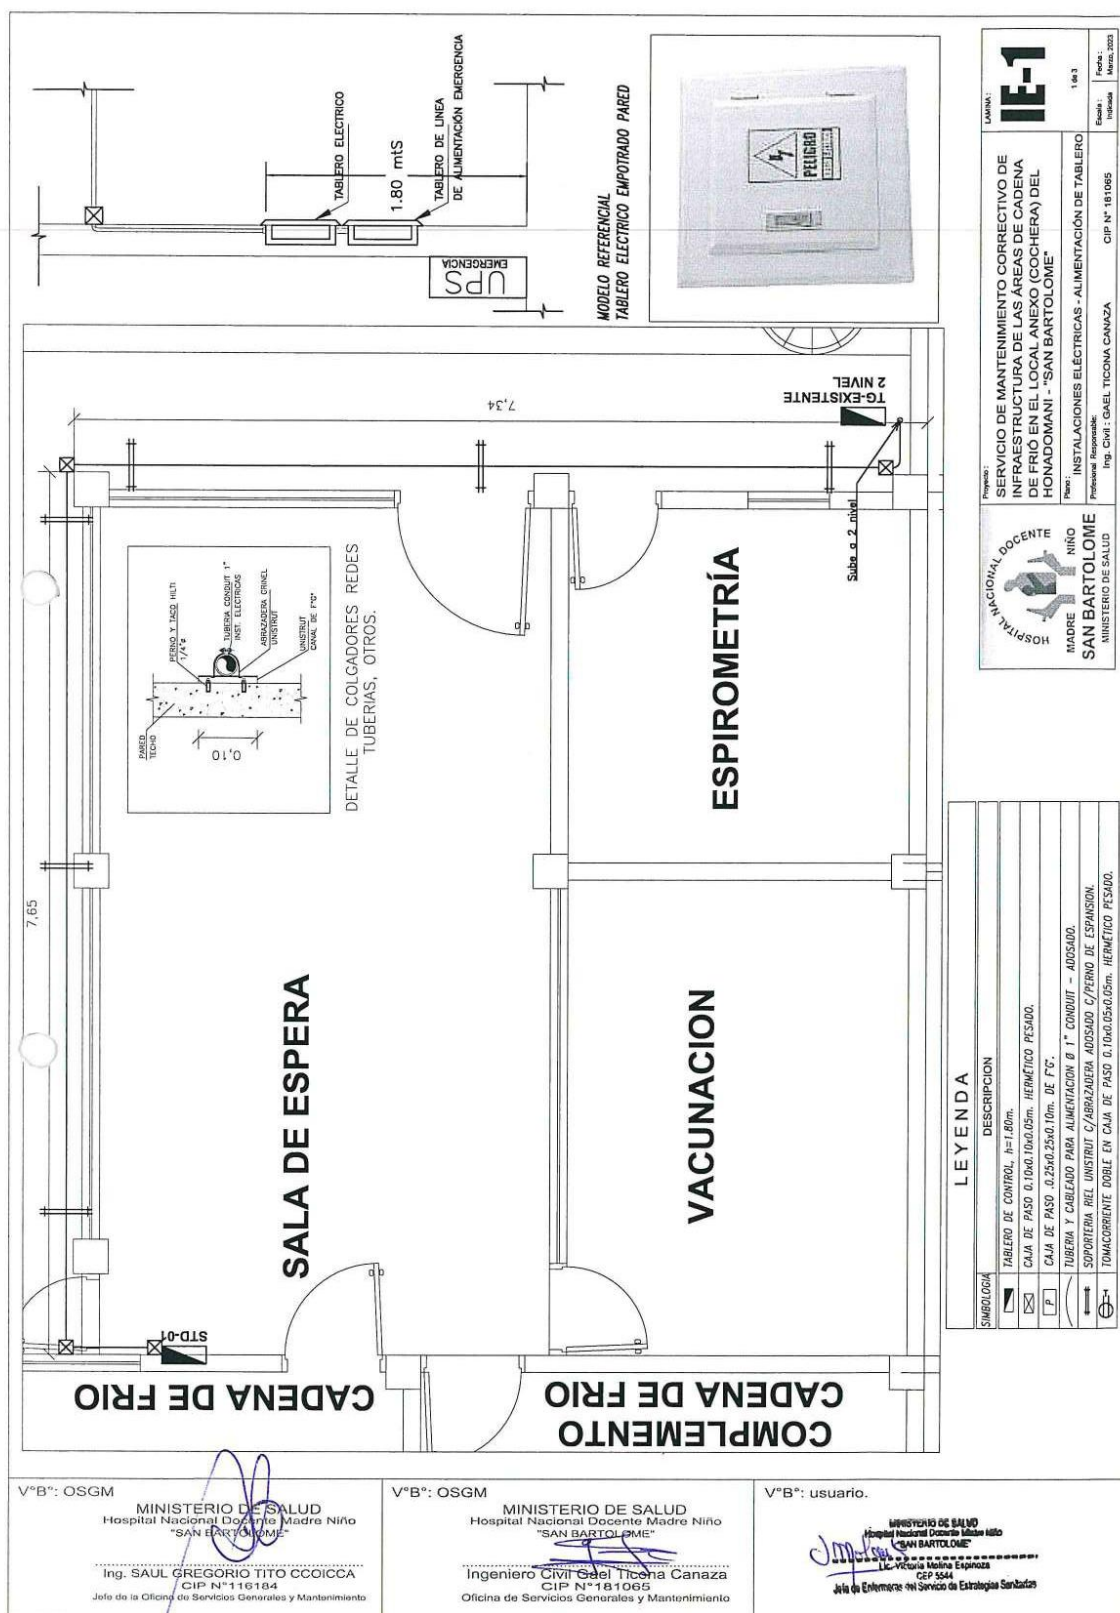 TABLERO ELECTRICO
1.80 mtS
TABLERO DE LINEA
DE ALIMENTACIÓN EMERGENCIA
UPS
EMERGENCIA
MODELO REFERENCIAL
TABLERO ELECTRICO EMPOTRADO PARED
PELIGRO
7,65
7,34
TG-EXISTENTE
2 NIVEL
Sube a 2 nivel
PARED
TECHO
PERNO Y TACO HILTI
1/4"ø
TUBERIA CONDUIT 1"
INST. ELECTRICAS
ABRAZADERA GRINEL
UNISTRUT
UNISTRUT
CANAL DE FºGº
0,10
DETALLE DE COLGADORES REDES
TUBERIAS, OTROS.
SALA DE ESPERA
ESPIROMETRÍA
VACUNACION
STD-01
CADENA DE FRIO
COMPLEMENTO
CADENA DE FRIO
LEYENDA
SIMBOLOGIA
DESCRIPCION
TABLERO DE CONTROL, h=1.80m.
CAJA DE PASO 0.10x0.10x0.05m. HERMÉTICO PESADO.
P
CAJA DE PASO .0.25x0.25x0.10m. DE FºGº.
TUBERIA Y CABLEADO PARA ALIMENTACION Ø 1" CONDUIT - ADOSADO.
SOPORTERIA RIEL UNISTRUT C/ABRAZADERA ADOSADO C/PERNO DE ESPANSION.
TOMACORRIENTE DOBLE EN CAJA DE PASO 0.10x0.05x0.05m. HERMÉTICO PESADO.
HOSPITAL NACIONAL DOCENTE
MADRE NIÑO
SAN BARTOLOME
MINISTERIO DE SALUD
Proyecto :
SERVICIO DE MANTENIMIENTO CORRECTIVO DE
INFRAESTRUCTURA DE LAS ÁREAS DE CADENA
DE FRIÓ EN EL LOCAL ANEXO (COCHERA) DEL
HONADOMANI - "SAN BARTOLOME"
Plano :
INSTALACIONES ELÉCTRICAS - ALIMENTACIÓN DE TABLERO
Profesional Responsable:
Ing. Civil : GAEL TICONA CANAZA CIP Nº 181065
LAMINA :
IE-1
1 de 3
Escala :
Indicada
Fecha :
Marzo, 2023
V°B°: OSGM
MINISTERIO DE SALUD
Hospital Nacional Docente Madre Niño
"SAN BARTOLOME"
Ing. SAUL GREGORIO TITO CCOICCA
CIP N°116184
Jefe de la Oficina de Servicios Generales y Mantenimiento
V°B°: OSGM
MINISTERIO DE SALUD
Hospital Nacional Docente Madre Niño
"SAN BARTOLOME"
Ingeniero Civil Gael Ticona Canaza
CIP N°181065
Oficina de Servicios Generales y Mantenimiento
V°B°: usuario.
MINISTERIO DE SALUD
Hospital Nacional Docente Madre Niño
"SAN BARTOLOME"
Lic. Victoria Molina Espinoza
CEP 5544
Jefa de Enfermeras del Servicio de Estrategias Sanitarias